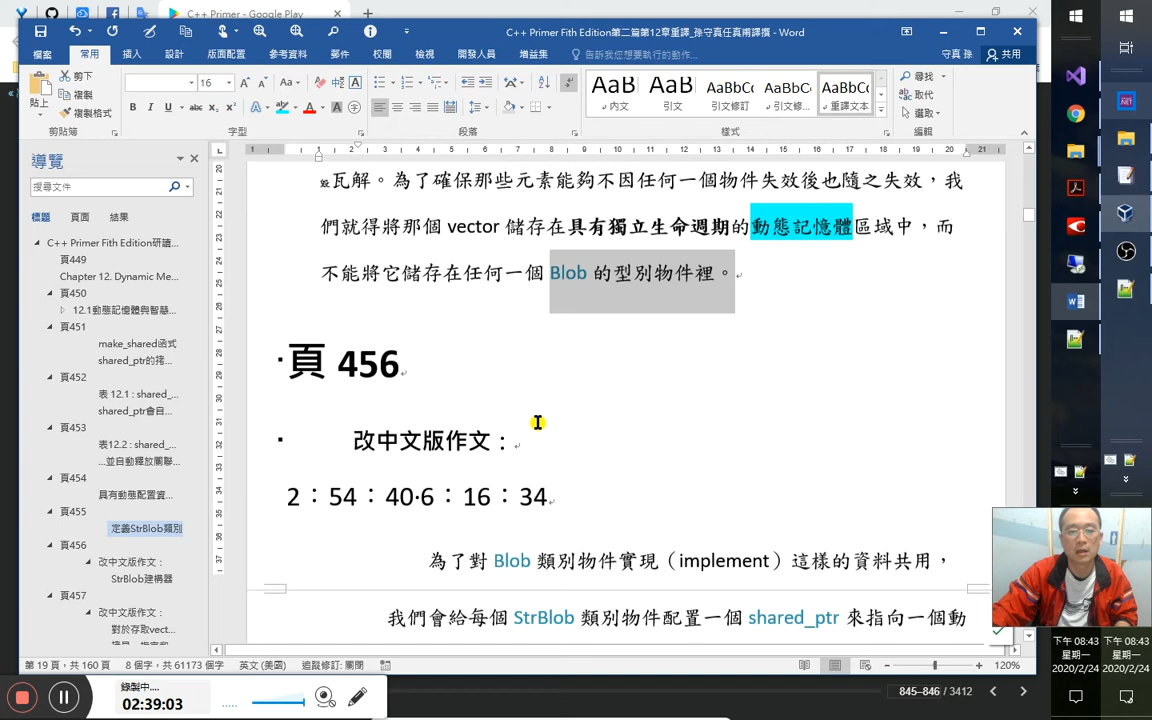 C++ Primer - Google Play
C++ Primer Fith Edition第二篇第12章重譯_孫守真任真甫譯撰 - Word
檔案 常用 插入 設計 版面配置 參考資料 郵件 校閱 檢視 開發人員 增益集 告訴我您想要執行的動作... 守真 孫 共用
貼上 剪下 複製 複製格式 16
AaB AaB AaBbCc AaBbC AaBbCc
內文 引文 引文修訂 引文修... 重譯文本
尋找 取代 選取
剪貼簿 字型 段落 樣式 編輯
導覽
搜尋文件
標題 頁面 結果
C++ Primer Fith Edition研讀...
頁449
Chapter 12. Dynamic Me...
頁450
12.1動態記憶體與智慧...
頁451
make_shared函式
shared_ptr的拷...
頁452
表 12.1 : shared_...
shared_ptr會自...
頁453
表12.2 : shared_...
...並自動釋放關聯...
頁454
具有動態配置資...
頁455
定義StrBlob類別
頁456
改中文版作文：
StrBlob建構器
頁457
改中文版作文：
對於存取vect...
瓦解。為了確保那些元素能夠不因任何一個物件失效後也隨之失效，我
們就得將那個 vector 儲存在具有獨立生命週期的動態記憶體區域中，而
不能將它儲存在任何一個 Blob 的型別物件裡。
頁 456
改中文版作文：
2：54：40·6：16：34
為了對 Blob 類別物件實現（implement）這樣的資料共用，
我們會給每個 StrBlob 類別物件配置一個 shared_ptr 來指向一個動
第 19 頁，共 160 頁 8 個字，共 61173 個字 英文 (美國) 追蹤修訂: 關閉 120%
錄製中....
02:39:03
845–846 / 3412
下午 08:43 下午 08:43
星期一 星期一
2020/2/24 2020/2/24